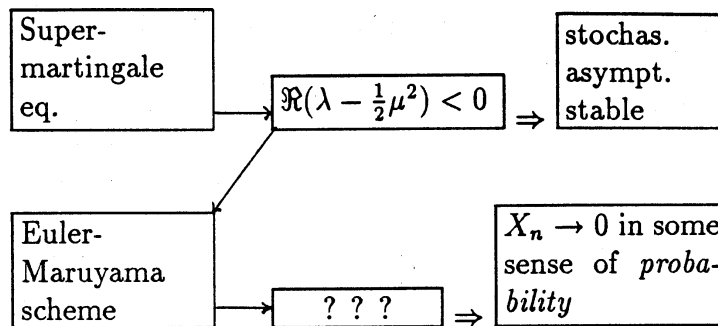 Super-
martingale
eq.
ℜ(λ − ½μ²) < 0
⇒
stochas.
asympt.
stable
Euler-
Maruyama
scheme
? ? ?
⇒
Xₙ → 0 in some
sense of proba-
bility